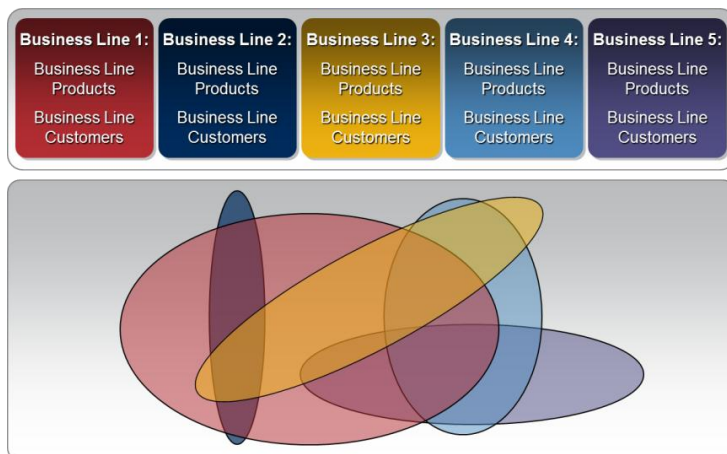 Business Line 1:
Business Line
Products
Business Line
Customers
Business Line 2:
Business Line
Products
Business Line
Customers
Business Line 3:
Business Line
Products
Business Line
Customers
Business Line 4:
Business Line
Products
Business Line
Customers
Business Line 5:
Business Line
Products
Business Line
Customers